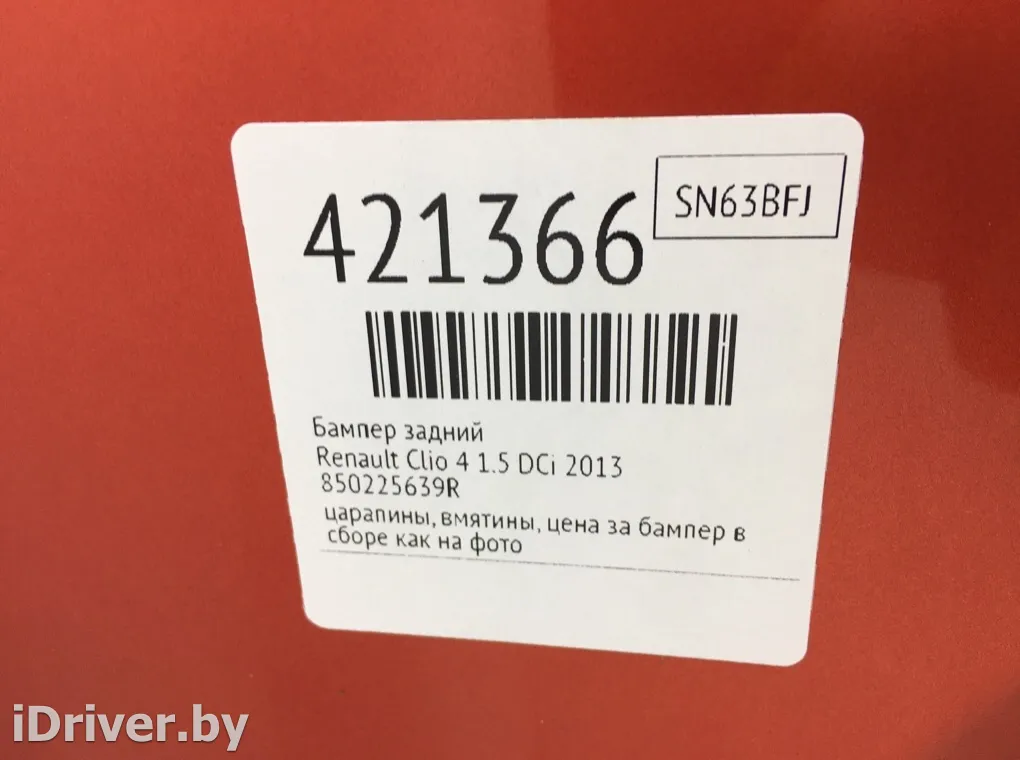 421366
SN63BFJ
Бампер задний
Renault Clio 4 1.5 DCi 2013
850225639R
царапины, вмятины, цена за бампер в
сборе как на фото
iDriver.by